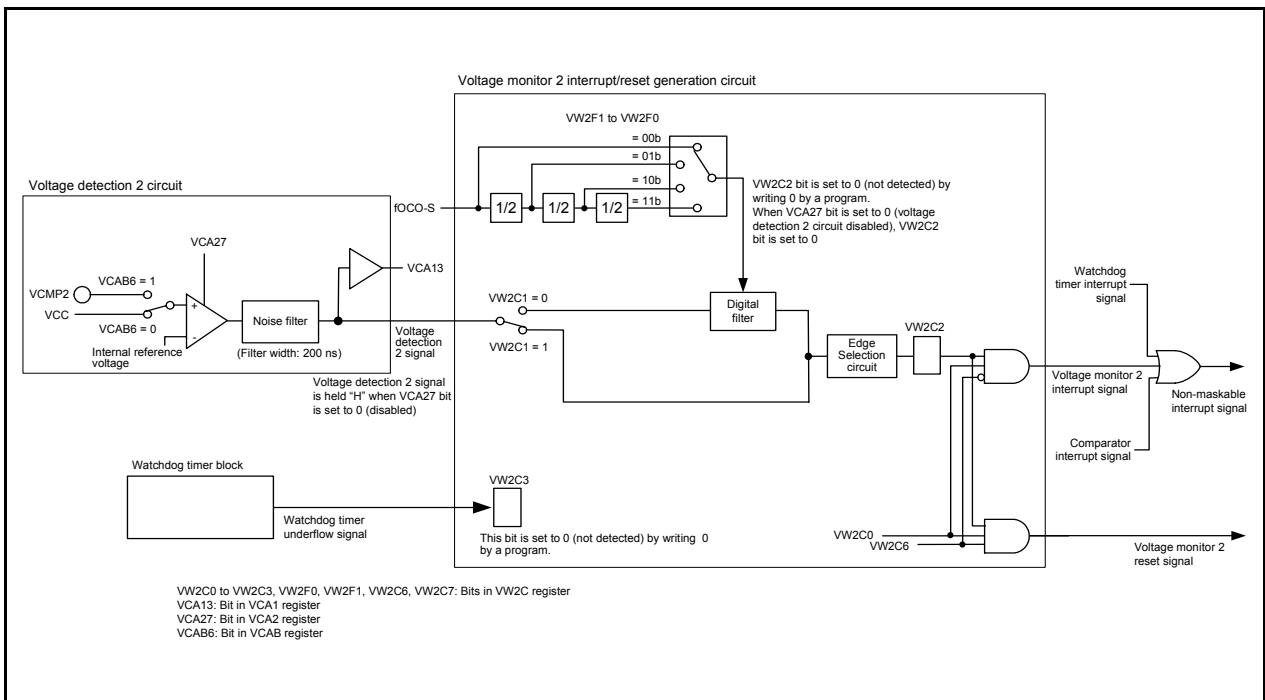 Voltage monitor 2 interrupt/reset generation circuit
VW2F1 to VW2F0
= 00b
= 01b
= 10b
= 11b
fOCO-S
1/2
1/2
1/2
VW2C2 bit is set to 0 (not detected) by
writing 0 by a program.
When VCA27 bit is set to 0 (voltage
detection 2 circuit disabled), VW2C2
bit is set to 0
Voltage detection 2 circuit
VCA27
VCA13
VCAB6 = 1
VCMP2
VCC
VCAB6 = 0
+
-
Internal reference
voltage
Noise filter
(Filter width: 200 ns)
Voltage
detection
2 signal
Voltage detection 2 signal
is held “H” when VCA27 bit
is set to 0 (disabled)
VW2C1 = 0
VW2C1 = 1
Digital
filter
Edge
Selection
circuit
VW2C2
Watchdog
timer interrupt
signal
Voltage monitor 2
interrupt signal
Non-maskable
interrupt signal
Comparator
interrupt signal
Watchdog timer block
Watchdog timer
underflow signal
VW2C3
This bit is set to 0 (not detected) by writing 0
by a program.
VW2C0
VW2C6
Voltage monitor 2
reset signal
VW2C0 to VW2C3, VW2F0, VW2F1, VW2C6, VW2C7: Bits in VW2C register
VCA13: Bit in VCA1 register
VCA27: Bit in VCA2 register
VCAB6: Bit in VCAB register